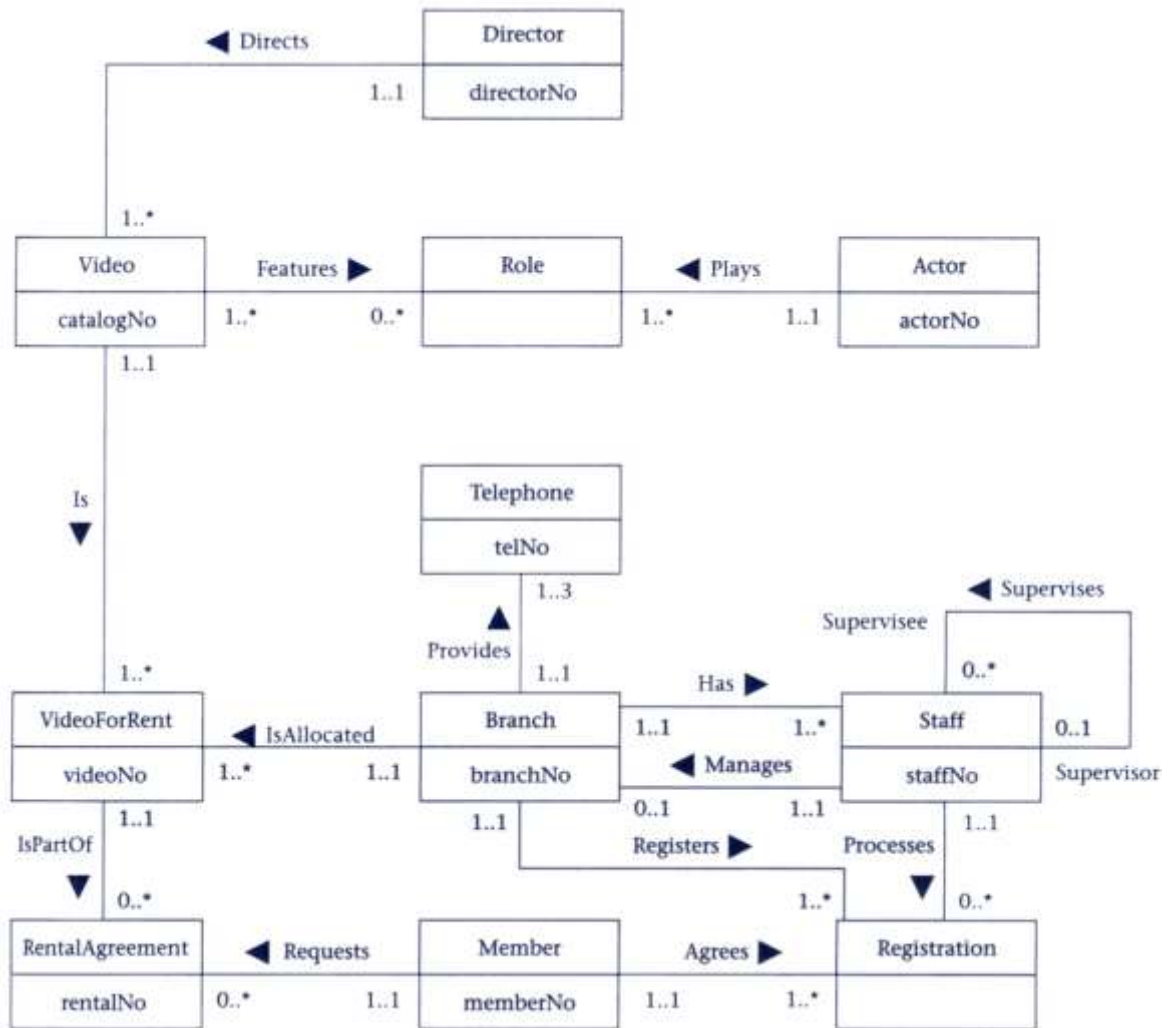 Director
◀ Directs
1..1
directorNo
1..*
Video
Features ▶
Role
◀ Plays
Actor
catalogNo
1..*
0..*
1..*
1..1
actorNo
1..1
Is
▼
Telephone
telNo
1..3
▲
Provides
1..1
◀ Supervises
Supervisee
0..*
1..*
Has ▶
VideoForRent
◀ IsAllocated
Branch
1..1
1..*
Staff
0..1
videoNo
1..*
1..1
branchNo
◀ Manages
staffNo
Supervisor
1..1
1..1
0..1
1..1
1..1
IsPartOf
▼
Registers ▶
Processes
▼
0..*
1..*
0..*
RentalAgreement
◀ Requests
Member
Agrees ▶
Registration
rentalNo
0..*
1..1
memberNo
1..1
1..*